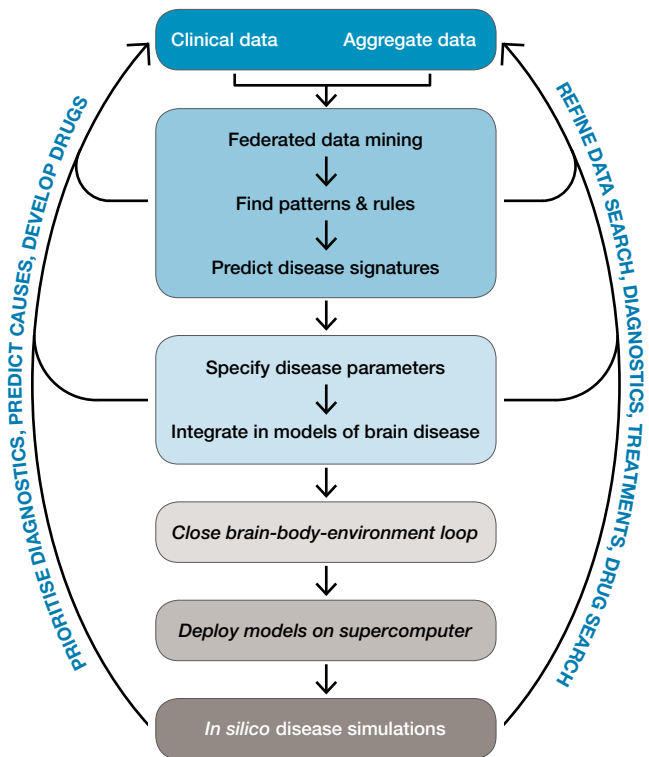 Clinical data Aggregate data
Federated data mining
Find patterns & rules
Predict disease signatures
Specify disease parameters
Integrate in models of brain disease
Close brain-body-environment loop
Deploy models on supercomputer
In silico disease simulations
PRIORITISE DIAGNOSTICS, PREDICT CAUSES, DEVELOP DRUGS
REFINE DATA SEARCH, DIAGNOSTICS, TREATMENTS, DRUG SEARCH